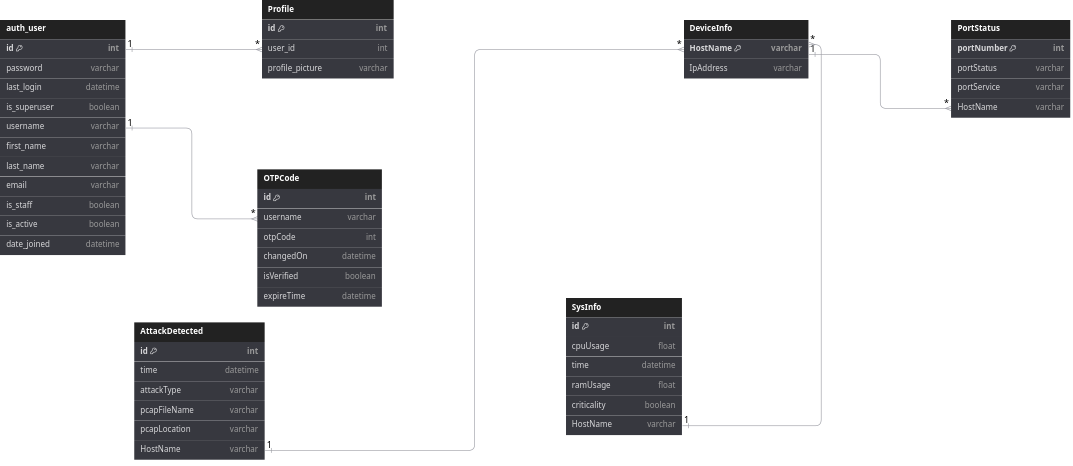 auth_user
id int
password varchar
last_login datetime
is_superuser boolean
username varchar
first_name varchar
last_name varchar
email varchar
is_staff boolean
is_active boolean
date_joined datetime
1
1
Profile
id int
user_id int
profile_picture varchar
*
OTPCode
id int
username varchar
otpCode int
changedOn datetime
isVerified boolean
expireTime datetime
*
AttackDetected
id int
time datetime
attackType varchar
pcapFileName varchar
pcapLocation varchar
HostName varchar
1
DeviceInfo
HostName varchar
IpAddress varchar
*
*
1
PortStatus
portNumber int
portStatus varchar
portService varchar
HostName varchar
*
SysInfo
id int
cpuUsage float
time datetime
ramUsage float
criticality boolean
HostName varchar
1